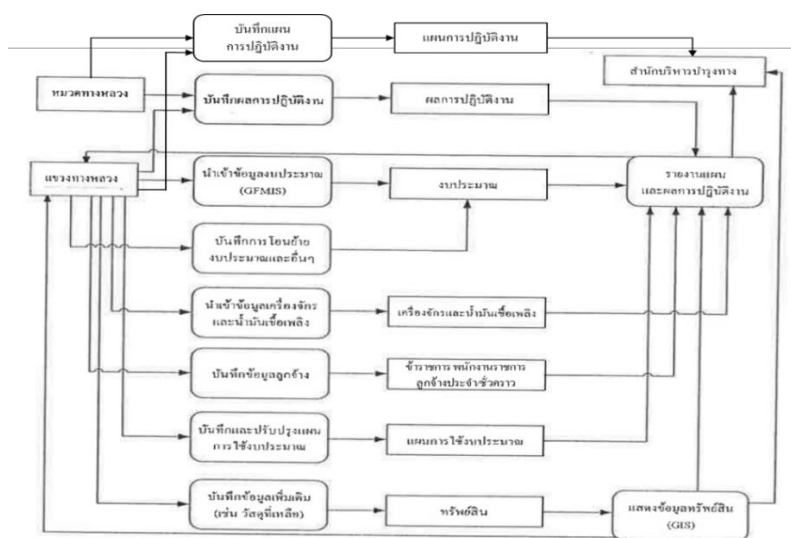 บันทึกแผน
การปฏิบัติงาน
แผนการปฏิบัติงาน
สำนักบริหารบำรุงทาง
หมวดทางหลวง
บันทึกผลการปฏิบัติงาน
ผลการปฏิบัติงาน
แขวงทางหลวง
นำเข้าข้อมูลงบประมาณ
(GFMIS)
งบประมาณ
รายงานแผน
และผลการปฏิบัติงาน
บันทึกการโอนย้าย
งบประมาณและอื่นๆ
นำเข้าข้อมูลเครื่องจักร
และน้ำมันเชื้อเพลิง
เครื่องจักรและน้ำมันเชื้อเพลิง
บันทึกข้อมูลลูกจ้าง
ข้าราชการ พนักงานราชการ
ลูกจ้างประจำชั่วคราว
บันทึกและปรับปรุงแผน
การใช้งบประมาณ
แผนการใช้งบประมาณ
บันทึกข้อมูลเพิ่มเติม
(เช่น วัสดุที่เหลือ)
ทรัพย์สิน
แสดงข้อมูลทรัพย์สิน
(GIS)